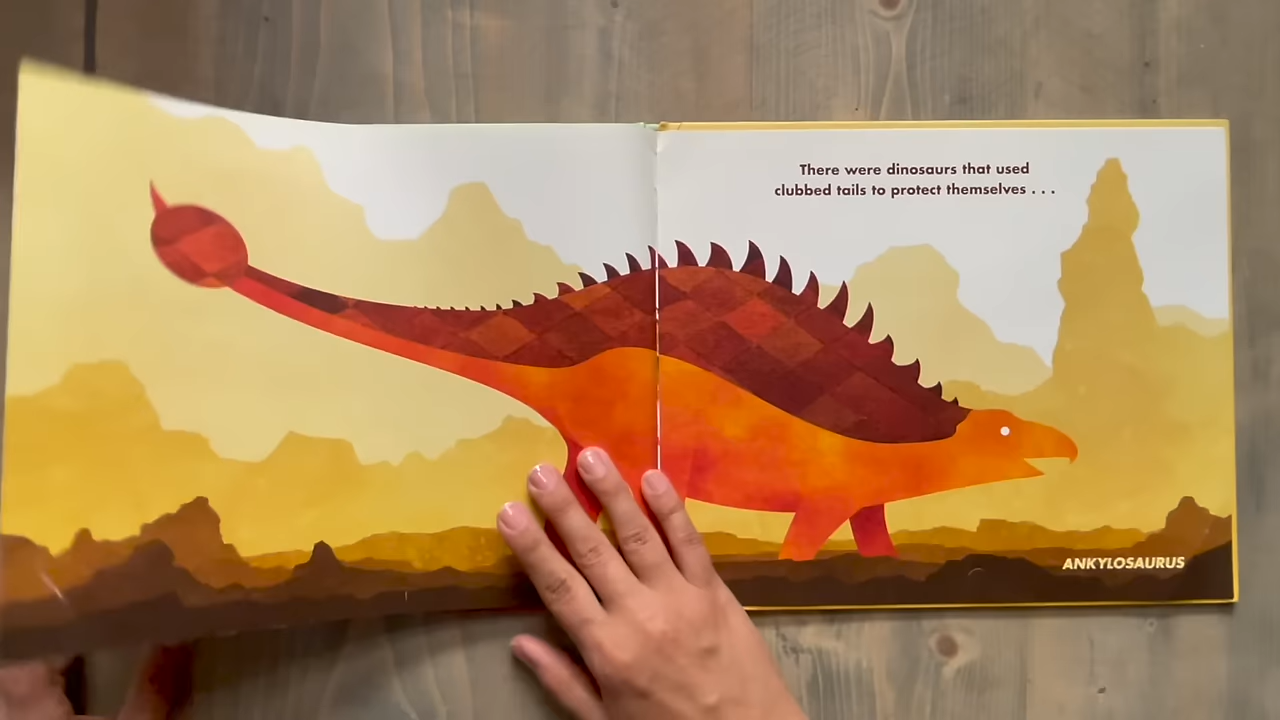 There were dinosaurs that used
clubbed tails to protect themselves . . .
ANKYLOSAURUS